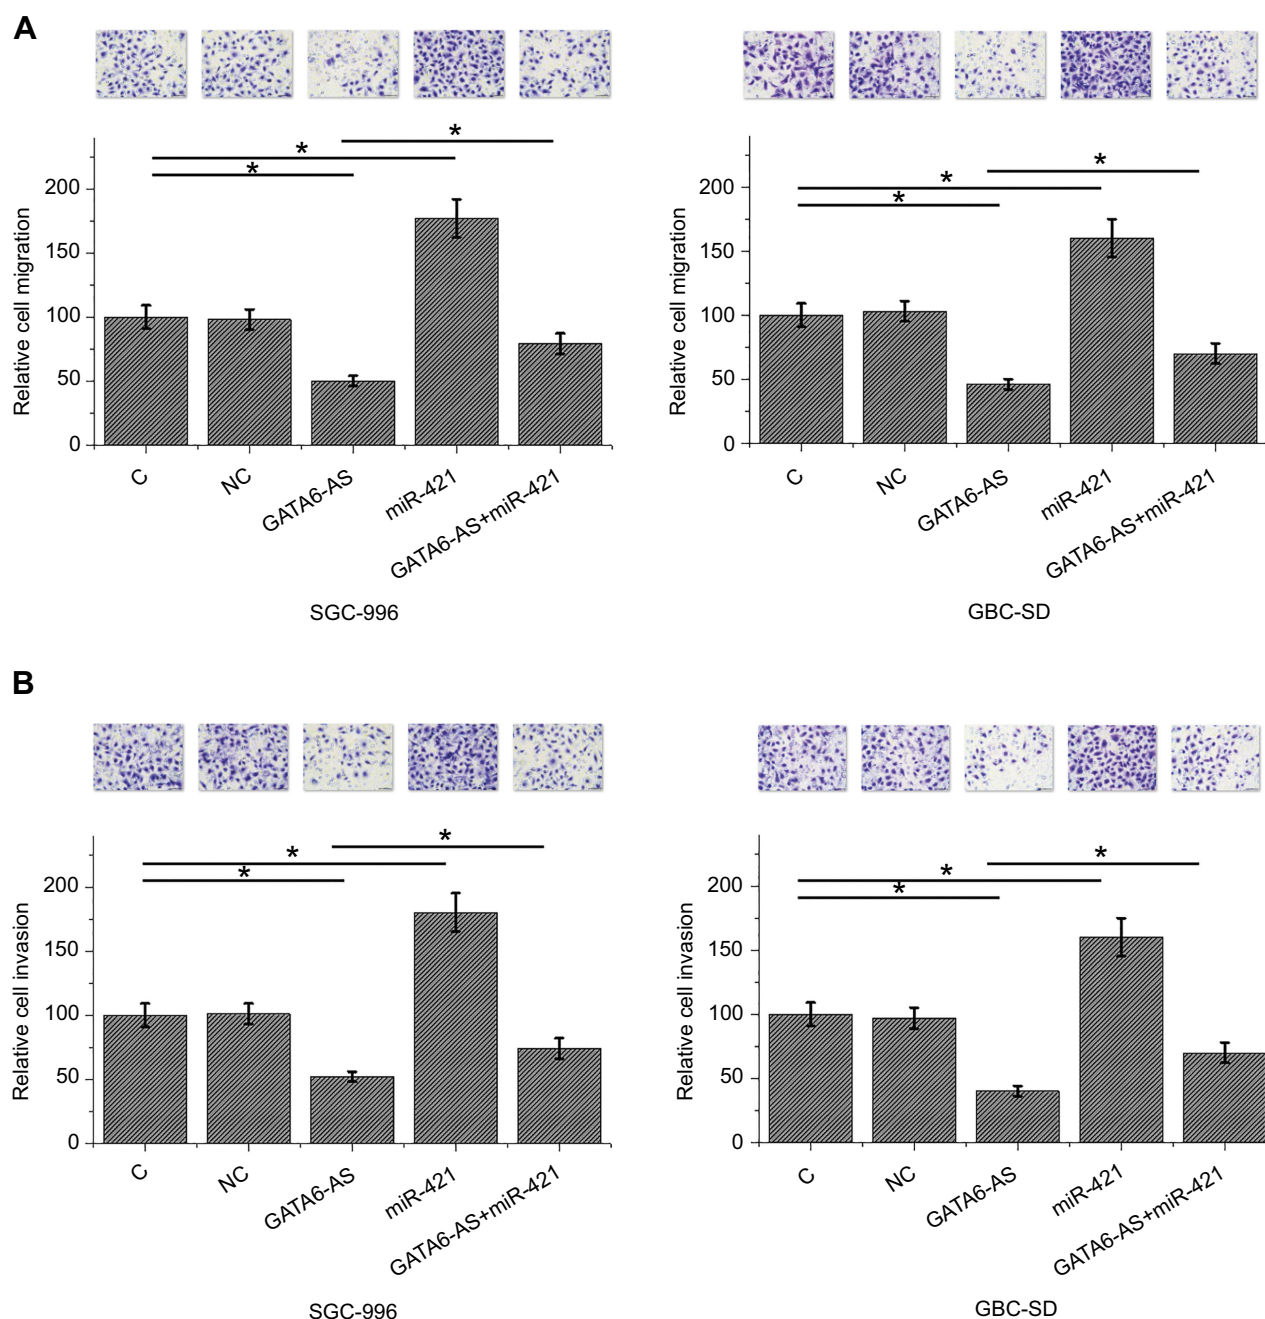 A
Relative cell migration
200
150
100
50
0
*
*
*
C
NC
GATA6-AS
miR-421
GATA6-AS+miR-421
SGC-996
Relative cell migration
200
150
100
50
0
*
*
*
C
NC
GATA6-AS
miR-421
GATA6-AS+miR-421
GBC-SD
B
Relative cell invasion
200
150
100
50
0
*
*
*
C
NC
GATA6-AS
miR-421
GATA6-AS+miR-421
SGC-996
Relative cell invasion
200
150
100
50
0
*
*
*
C
NC
GATA6-AS
miR-421
GATA6-AS+miR-421
GBC-SD